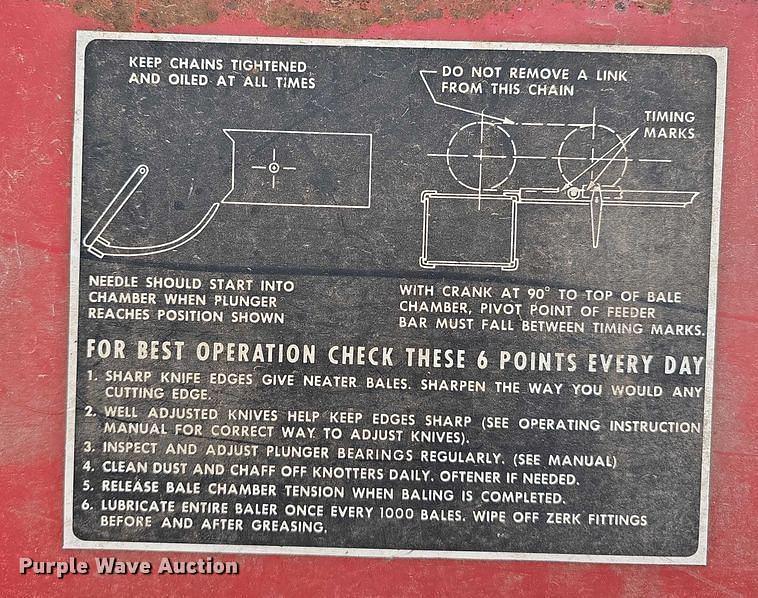 KEEP CHAINS TIGHTENED
AND OILED AT ALL TIMES
DO NOT REMOVE A LINK
FROM THIS CHAIN
TIMING
MARKS
NEEDLE SHOULD START INTO
CHAMBER WHEN PLUNGER
REACHES POSITION SHOWN
WITH CRANK AT 90° TO TOP OF BALE
CHAMBER, PIVOT POINT OF FEEDER
BAR MUST FALL BETWEEN TIMING MARKS.
FOR BEST OPERATION CHECK THESE 6 POINTS EVERY DAY
1. SHARP KNIFE EDGES GIVE NEATER BALES. SHARPEN THE WAY YOU WOULD ANY
CUTTING EDGE.
2. WELL ADJUSTED KNIVES HELP KEEP EDGES SHARP (SEE OPERATING INSTRUCTION
MANUAL FOR CORRECT WAY TO ADJUST KNIVES).
3. INSPECT AND ADJUST PLUNGER BEARINGS REGULARLY. (SEE MANUAL)
4. CLEAN DUST AND CHAFF OFF KNOTTERS DAILY. OFTENER IF NEEDED.
5. RELEASE BALE CHAMBER TENSION WHEN BALING IS COMPLETED.
6. LUBRICATE ENTIRE BALER ONCE EVERY 1000 BALES. WIPE OFF ZERK FITTINGS
BEFORE AND AFTER GREASING.
Purple Wave Auction